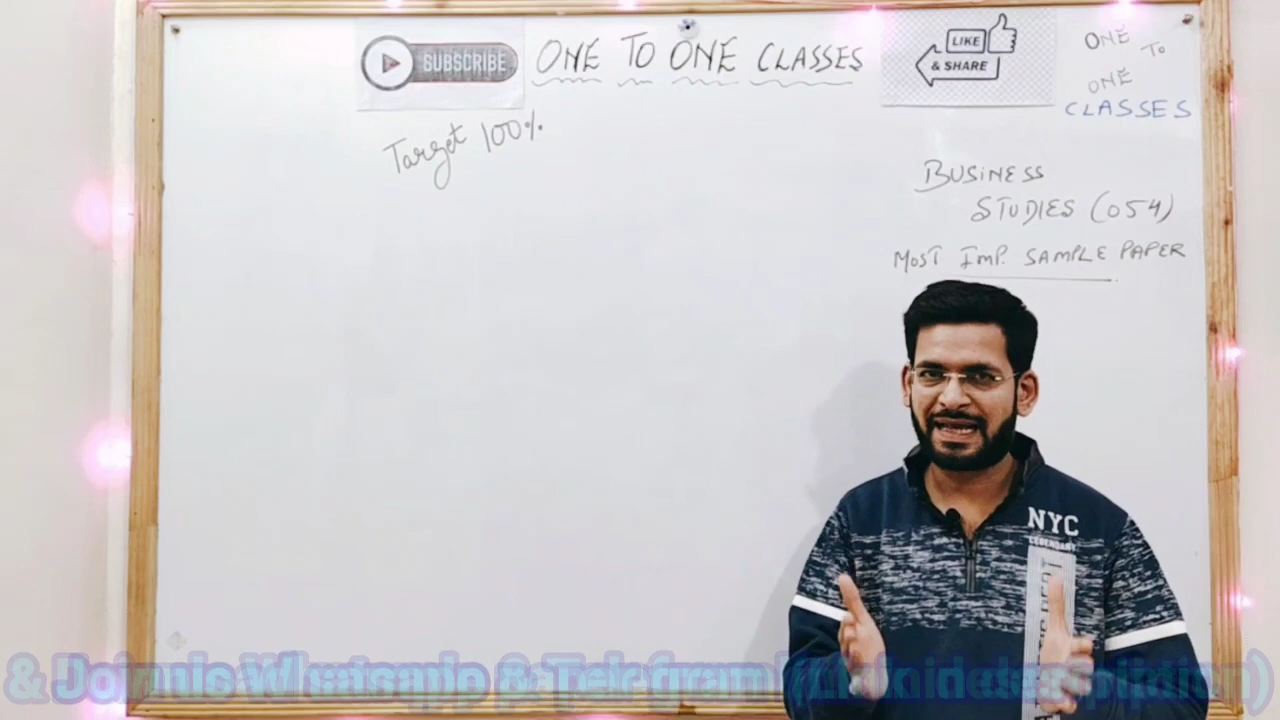 SUBSCRIBE
ONE TO ONE CLASSES
LIKE
& SHARE
ONE
TO
ONE
CLASSES
Target 100%
BUSINESS
STUDIES (054)
MOST IMP. SAMPLE PAPER
NYC
LEGENDARY